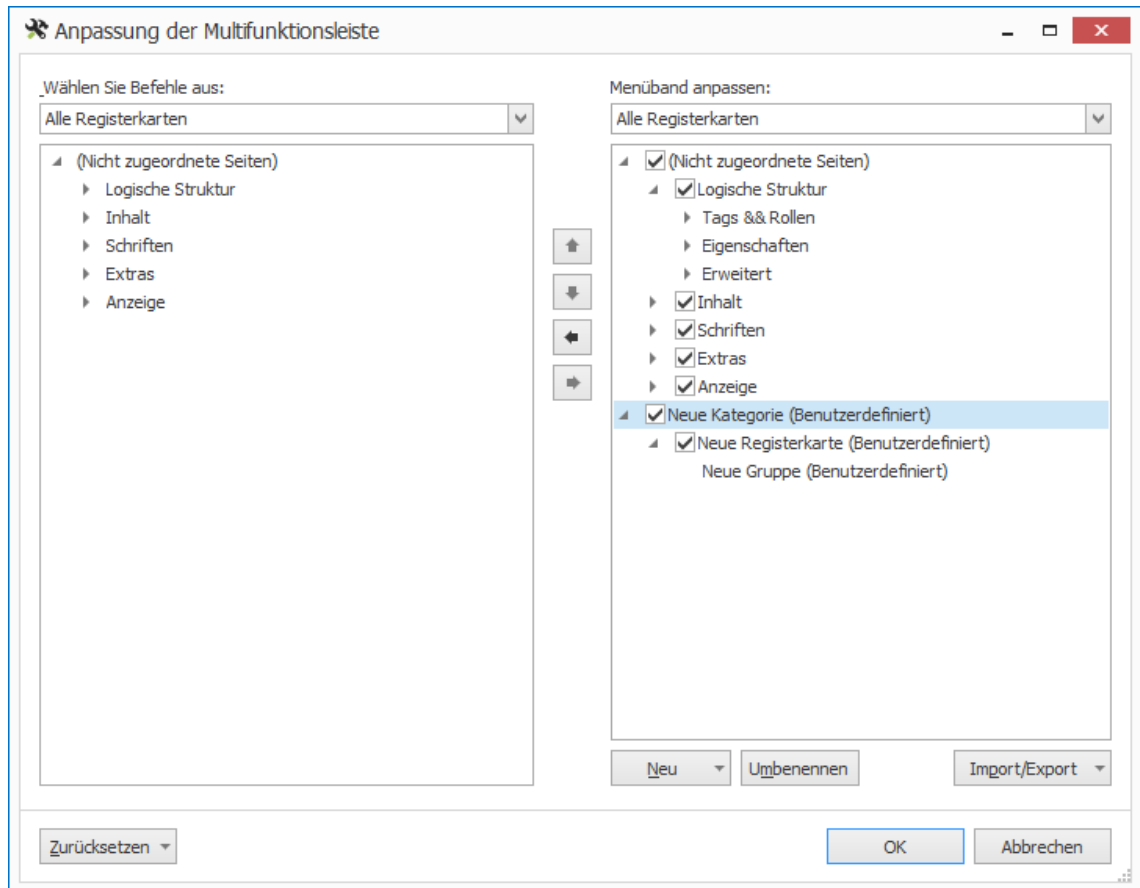 Anpassung der Multifunktionsleiste
Wählen Sie Befehle aus:
Alle Registerkarten
(Nicht zugeordnete Seiten)
Logische Struktur
Inhalt
Schriften
Extras
Anzeige
Menüband anpassen:
Alle Registerkarten
(Nicht zugeordnete Seiten)
Logische Struktur
Tags && Rollen
Eigenschaften
Erweitert
Inhalt
Schriften
Extras
Anzeige
Neue Kategorie (Benutzerdefiniert)
Neue Registerkarte (Benutzerdefiniert)
Neue Gruppe (Benutzerdefiniert)
Neu
Umbenennen
Import/Export
Zurücksetzen
OK
Abbrechen